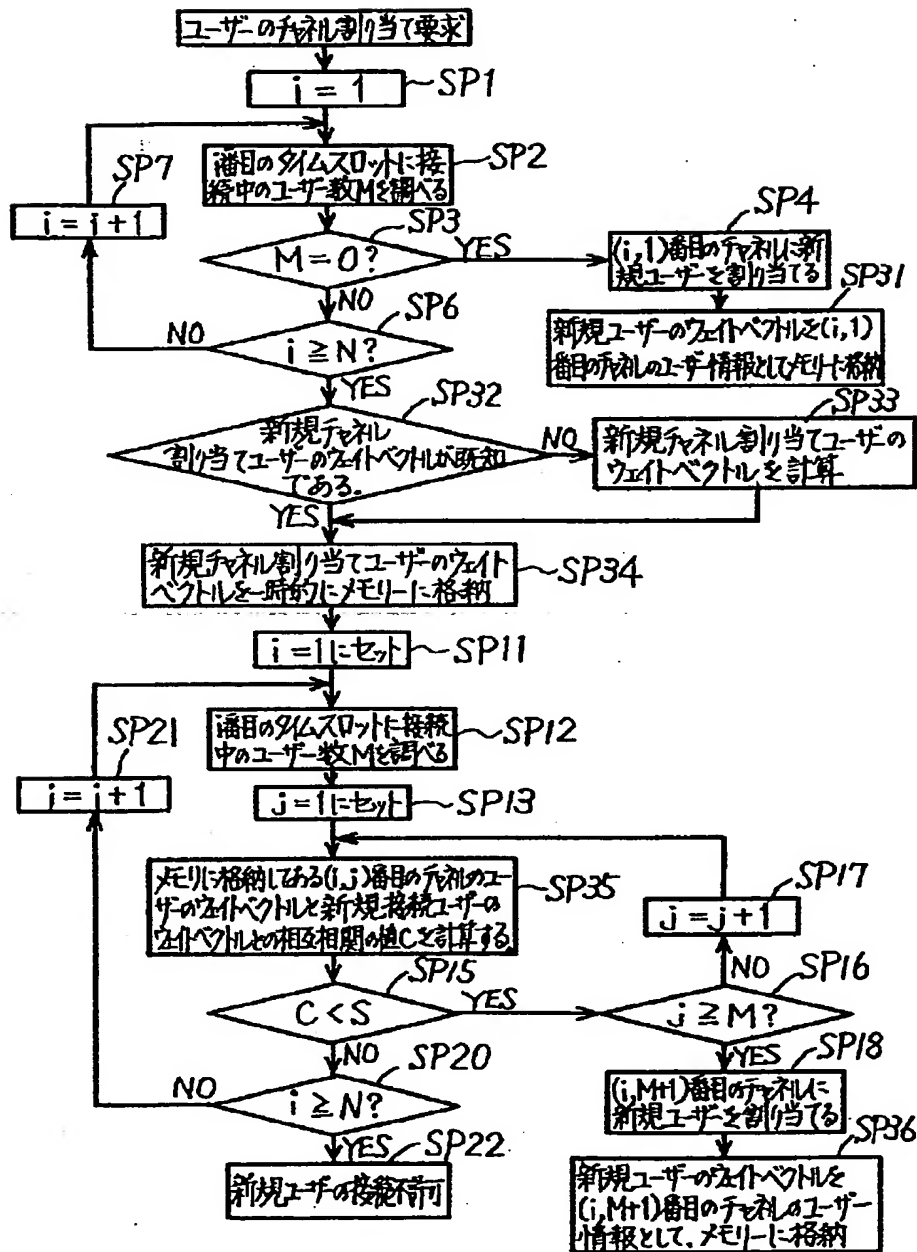 ユーザーのチャネル割り当て要求
i = 1
SP1
i番目のタイムスロットに接
続中のユーザー数Mを調べる
SP2
SP7
i = i + 1
SP3
M = 0?
YES
NO
SP4
(i,1)番目のチャネルに新
規ユーザーを割り当てる
SP31
新規ユーザーのウェイトベクトルを(i,1)
番目のチャネルのユーザー情報としてメモリーに格納
SP6
i ≧ N?
NO
YES
SP32
新規チャネル
割り当てユーザーのウェイトベクトルが既知
である。
NO
YES
SP33
新規チャネル割り当てユーザーの
ウェイトベクトルを計算
新規チャネル割り当てユーザーのウェイト
ベクトルを一時的にメモリーに格納
SP34
i = 1にセット
SP11
i番目のタイムスロットに接続
中のユーザー数Mを調べる
SP12
SP21
i = i + 1
j = 1にセット
SP13
メモリに格納してある(i,j)番目のチャネルのユー
ザーのウェイトベクトルと新規接続ユーザーの
ウェイトベクトルとの相互相関の値Cを計算する
SP35
SP17
j = j + 1
SP15
C < S
YES
NO
SP16
j ≧ M?
NO
YES
SP18
(i,M+1)番目のチャネルに
新規ユーザーを割り当てる
SP36
新規ユーザーのウェイトベクトルを
(i,M+1)番目のチャネルのユーザー
情報として、メモリーに格納
SP20
i ≧ N?
NO
YES
SP22
新規ユーザの接続不許可